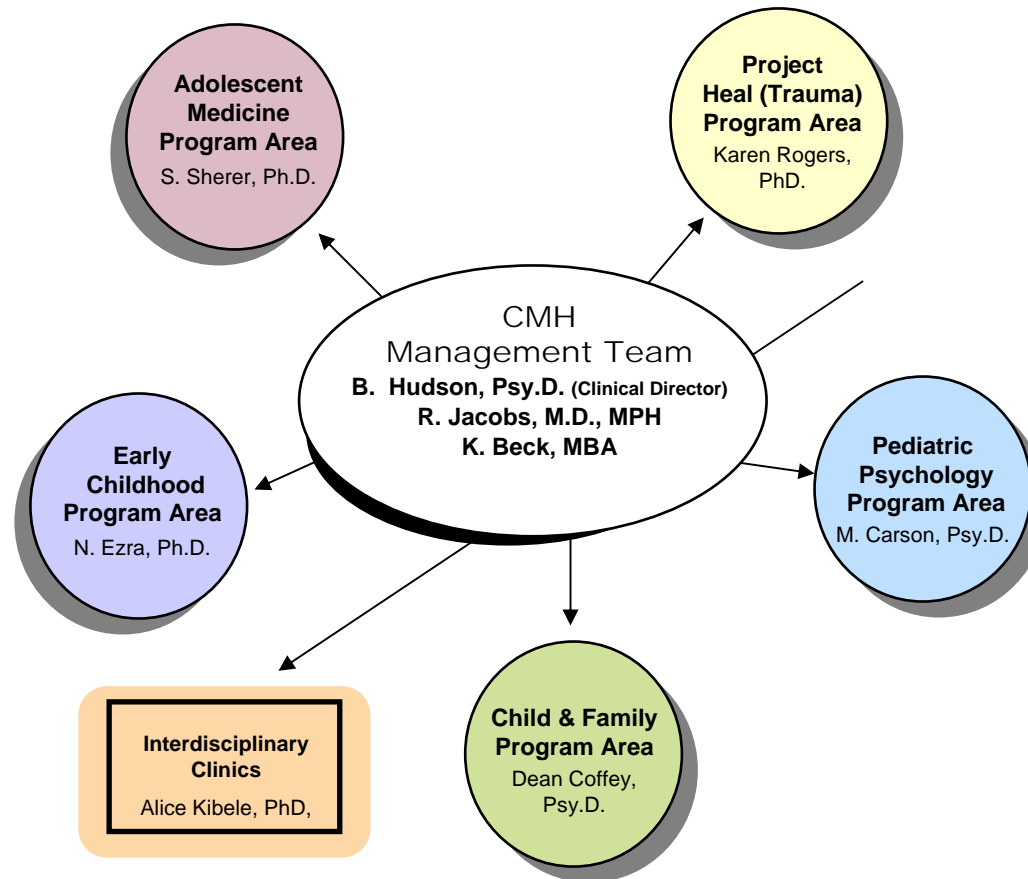 Adolescent
Medicine
Program Area
S. Sherer, Ph.D.
Project
Heal (Trauma)
Program Area
Karen Rogers,
PhD.
CMH
Management Team
B. Hudson, Psy.D. (Clinical Director)
R. Jacobs, M.D., MPH
K. Beck, MBA
Early
Childhood
Program Area
N. Ezra, Ph.D.
Pediatric
Psychology
Program Area
M. Carson, Psy.D.
Interdisciplinary
Clinics
Alice Kibele, PhD,
Child & Family
Program Area
Dean Coffey,
Psy.D.